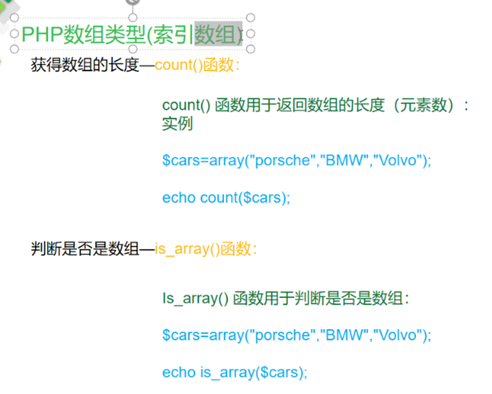 PHP数组类型(索引数组)
获得数组的长度—count()函数：
count() 函数用于返回数组的长度（元素数）：
实例
$cars=array("porsche","BMW","Volvo");
echo count($cars);
判断是否是数组—is_array()函数：
Is_array() 函数用于判断是否是数组：
$cars=array("porsche","BMW","Volvo");
echo is_array($cars);